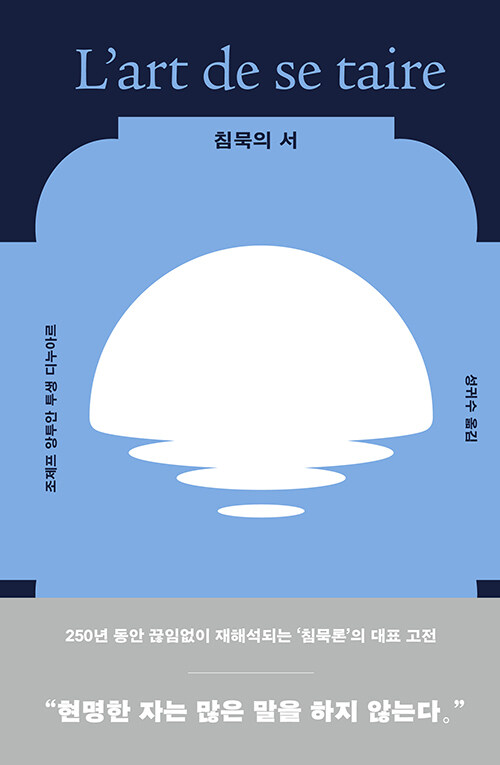 L’art de se taire
침묵의 서
조제프 앙투안 투생 디누아르
성귀수 옮김
250년 동안 끊임없이 재해석되는 ‘침묵론’의 대표 고전
“현명한 자는 많은 말을 하지 않는다。”